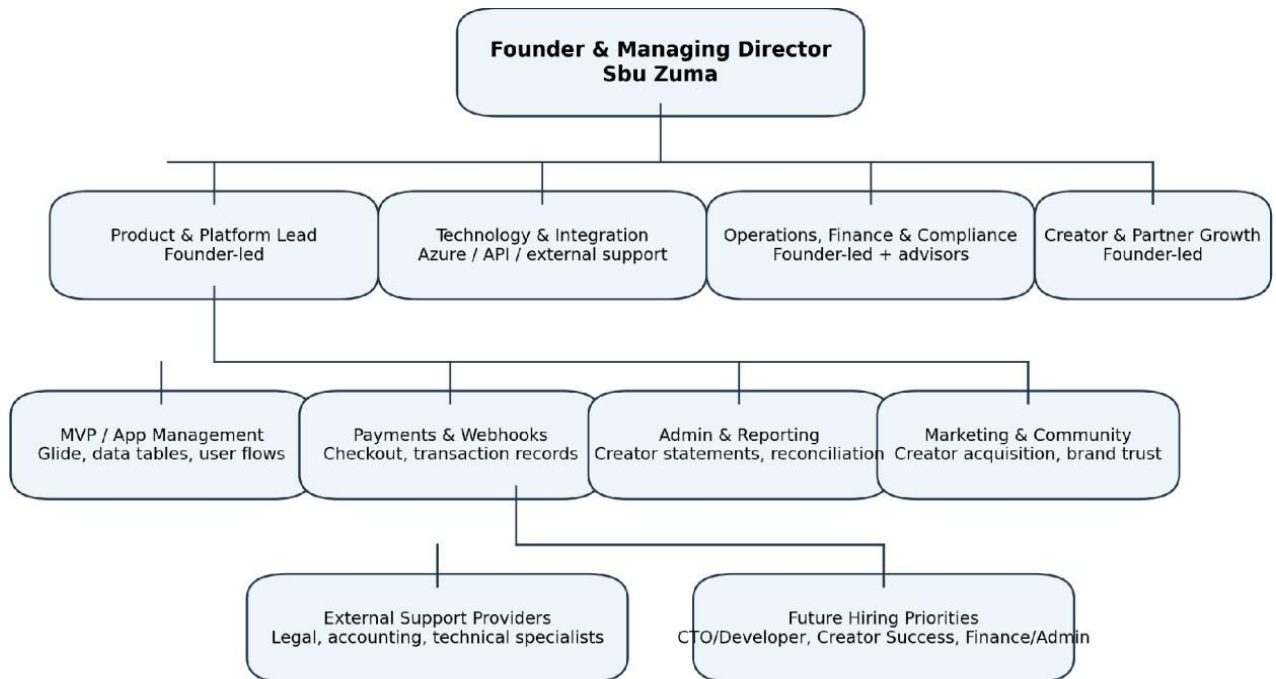 Founder & Managing Director
Sbu Zuma
Product & Platform Lead
Founder-led
Technology & Integration
Azure / API / external support
Operations, Finance & Compliance
Founder-led + advisors
Creator & Partner Growth
Founder-led
MVP / App Management
Glide, data tables, user flows
Payments & Webhooks
Checkout, transaction records
Admin & Reporting
Creator statements, reconciliation
Marketing & Community
Creator acquisition, brand trust
External Support Providers
Legal, accounting, technical specialists
Future Hiring Priorities
CTO/Developer, Creator Success, Finance/Admin